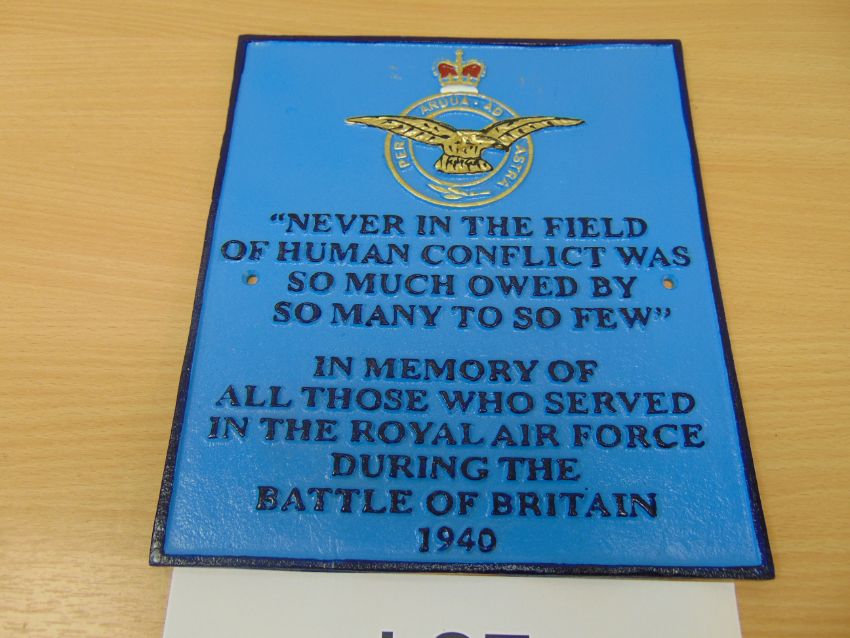 PER ARDUA · AD ASTRA
"NEVER IN THE FIELD
OF HUMAN CONFLICT WAS
SO MUCH OWED BY
SO MANY TO SO FEW"
IN MEMORY OF
ALL THOSE WHO SERVED
IN THE ROYAL AIR FORCE
DURING THE
BATTLE OF BRITAIN
1940